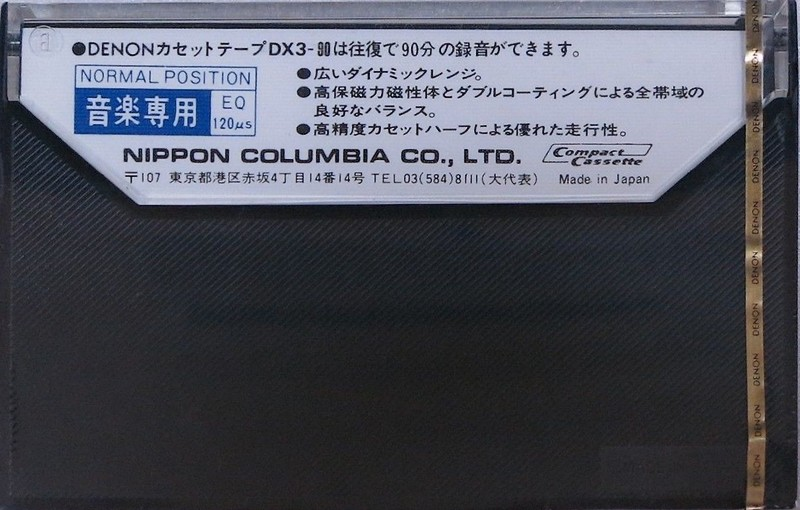 ●DENONカセットテープDX3-90は往復で90分の録音ができます。
NORMAL POSITION
音楽専用
EQ
120μs
●広いダイナミックレンジ。
●高保磁力磁性体とダブルコーティングによる全帯域の
良好なバランス。
●高精度カセットハーフによる優れた走行性。
NIPPON COLUMBIA CO., LTD.
Compact
Cassette
〒107 東京都港区赤坂4丁目14番14号 TEL03(584)8111(大代表) Made in Japan
DENON
DENON
DENON
DENON
DENON
DENON
DENON
DENON
DENON
DENON